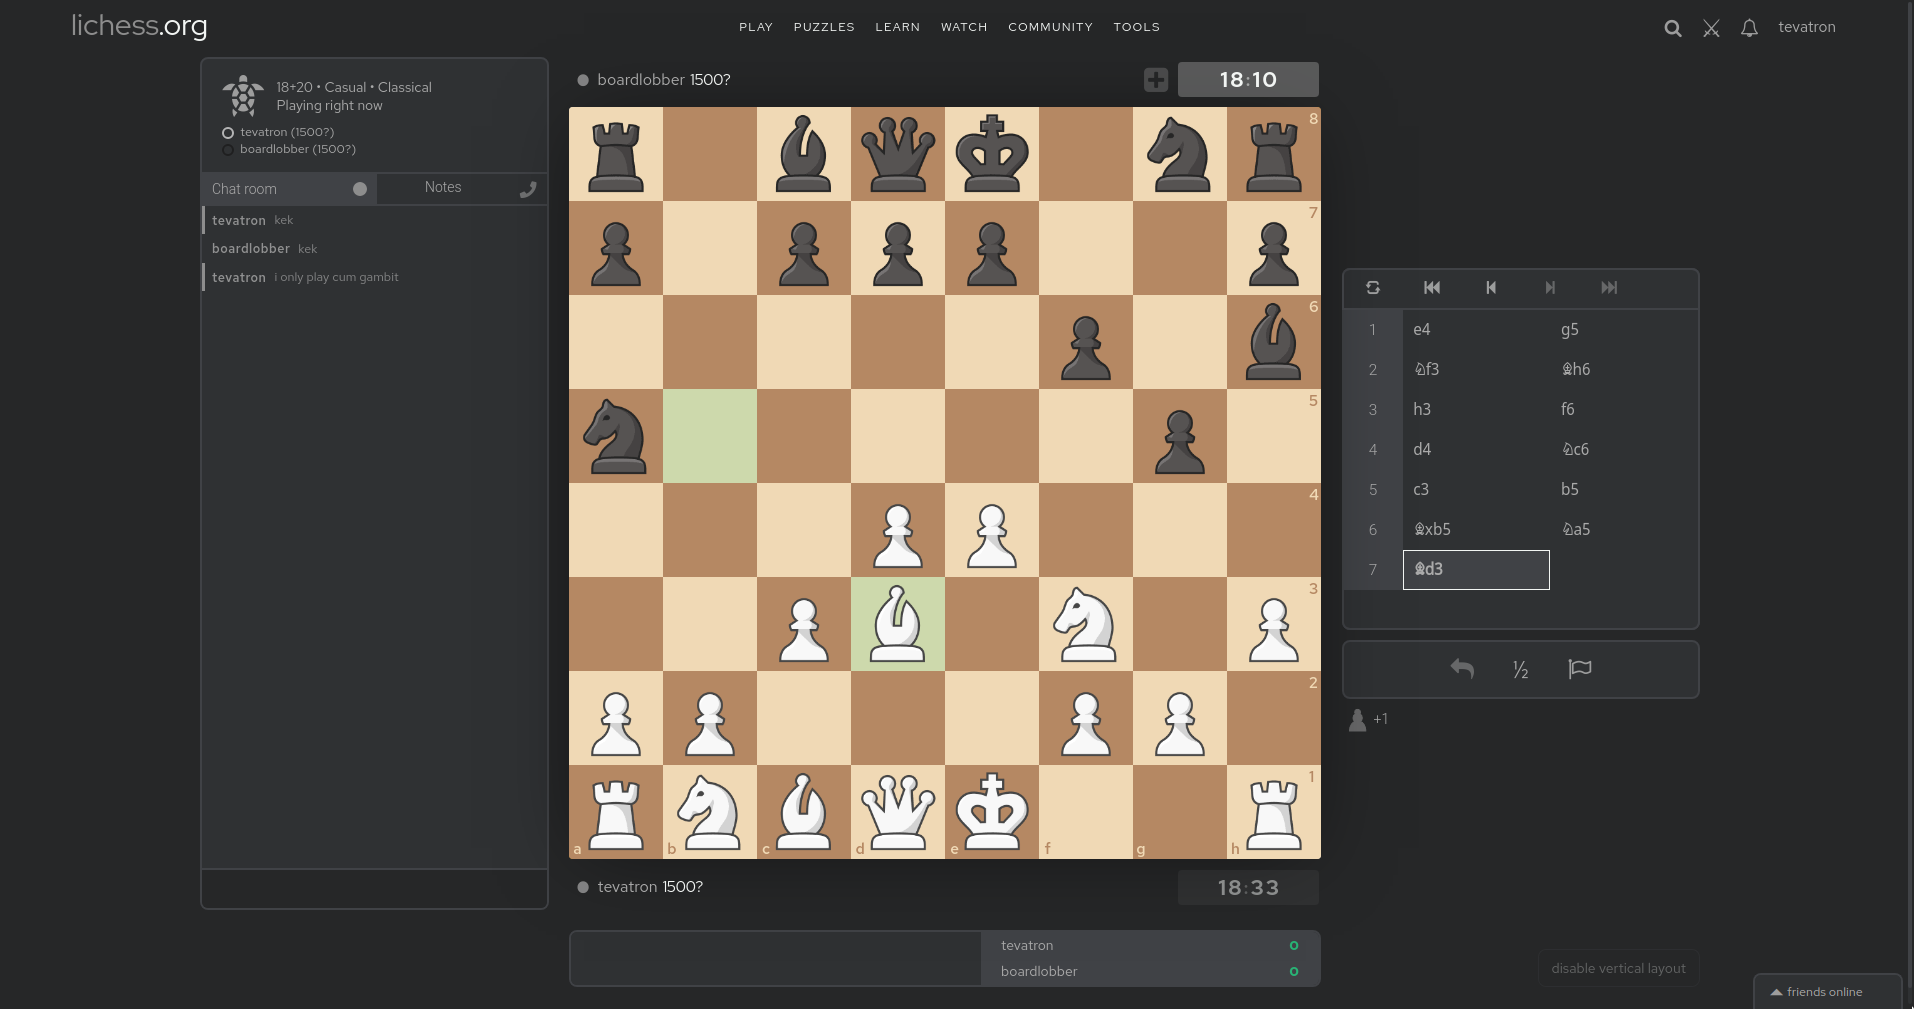 lichess.org
PLAY PUZZLES LEARN WATCH COMMUNITY TOOLS
tevatron
18+20 • Casual • Classical
Playing right now
tevatron (1500?)
boardlobber (1500?)
Chat room
Notes
tevatron kek
boardlobber kek
tevatron i only play cum gambit
boardlobber 1500?
18:10
8
7
6
5
4
3
2
1
a b c d e f g h
tevatron 1500?
18:33
tevatron 0
boardlobber 0
1 e4 g5
2 ♘f3 ♗h6
3 h3 f6
4 d4 ♘c6
5 c3 b5
6 ♗xb5 ♘a5
7 ♗d3
½
+1
disable vertical layout
friends online